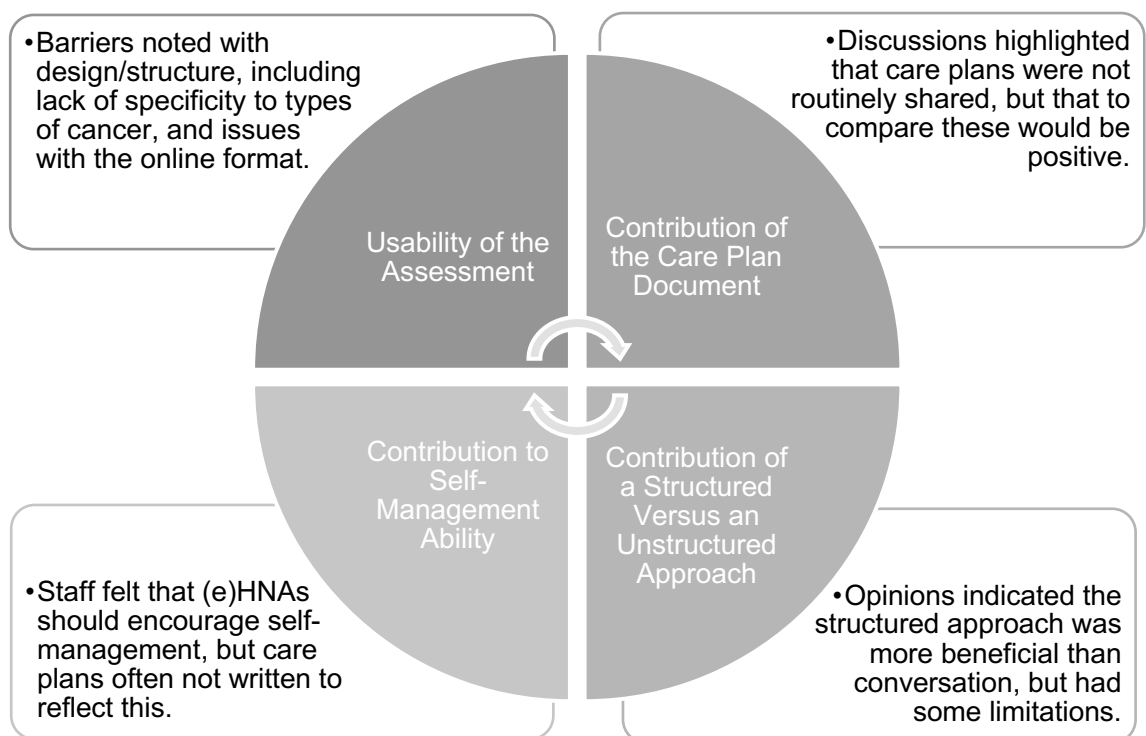 •Barriers noted with
design/structure, including
lack of specificity to types
of cancer, and issues
with the online format.
•Discussions highlighted
that care plans were not
routinely shared, but that to
compare these would be
positive.
Usability of the
Assessment
Contribution of
the Care Plan
Document
Contribution to
Self-
Management
Ability
Contribution of
a Structured
Versus an
Unstructured
Approach
•Staff felt that (e)HNAs
should encourage self-
management, but care
plans often not written to
reflect this.
•Opinions indicated the
structured approach was
more beneficial than
conversation, but had
some limitations.